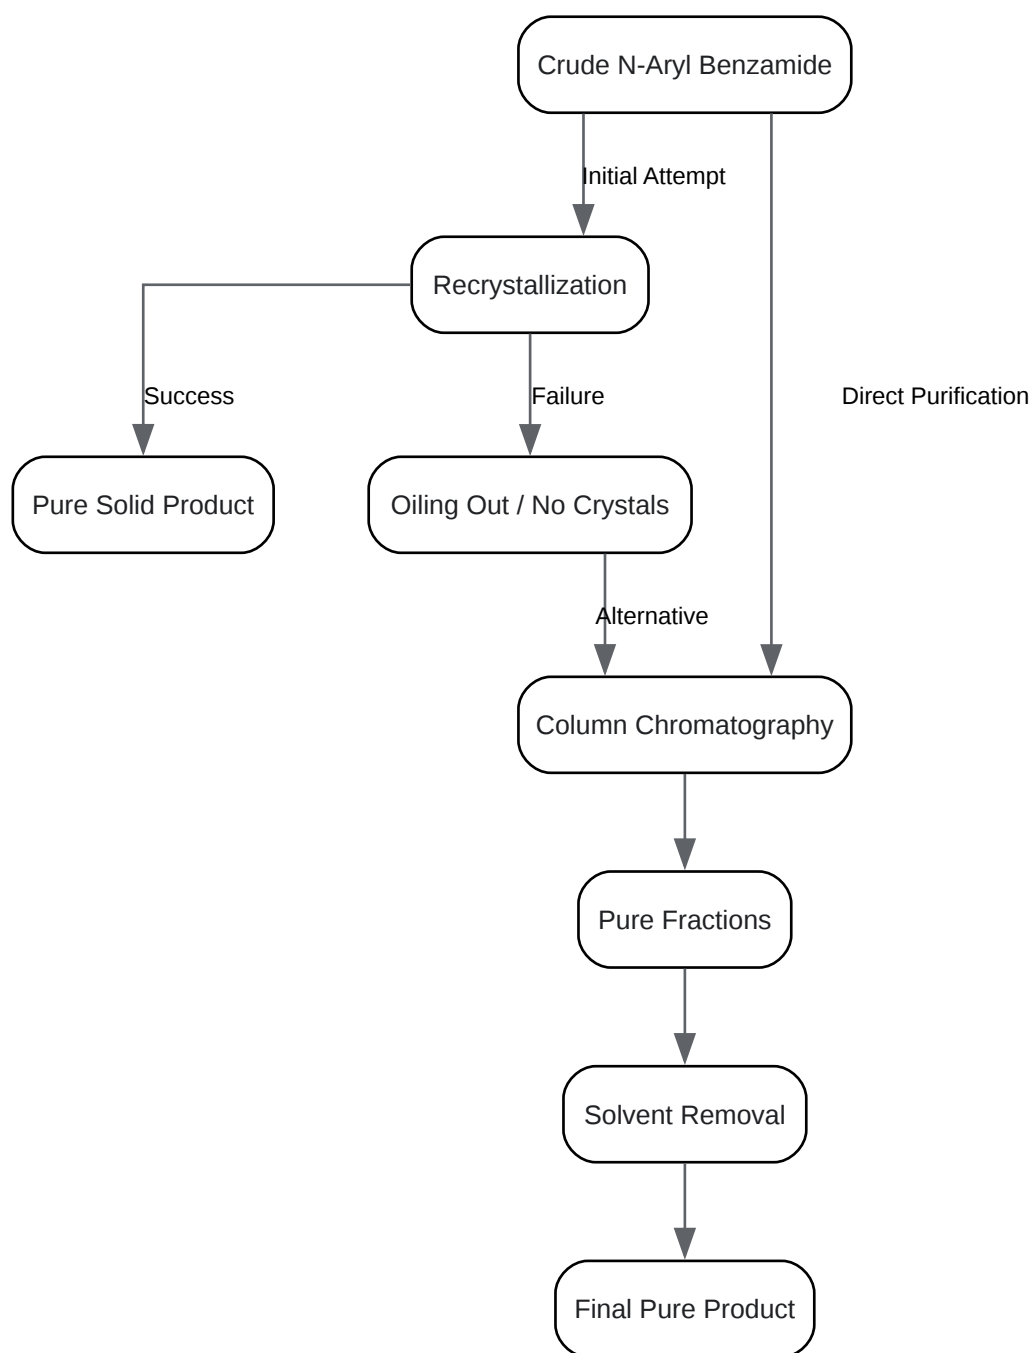 Crude N-Aryl Benzamide
Initial Attempt
Recrystallization
Success
Failure
Direct Purification
Pure Solid Product
Oiling Out / No Crystals
Alternative
Column Chromatography
Pure Fractions
Solvent Removal
Final Pure Product